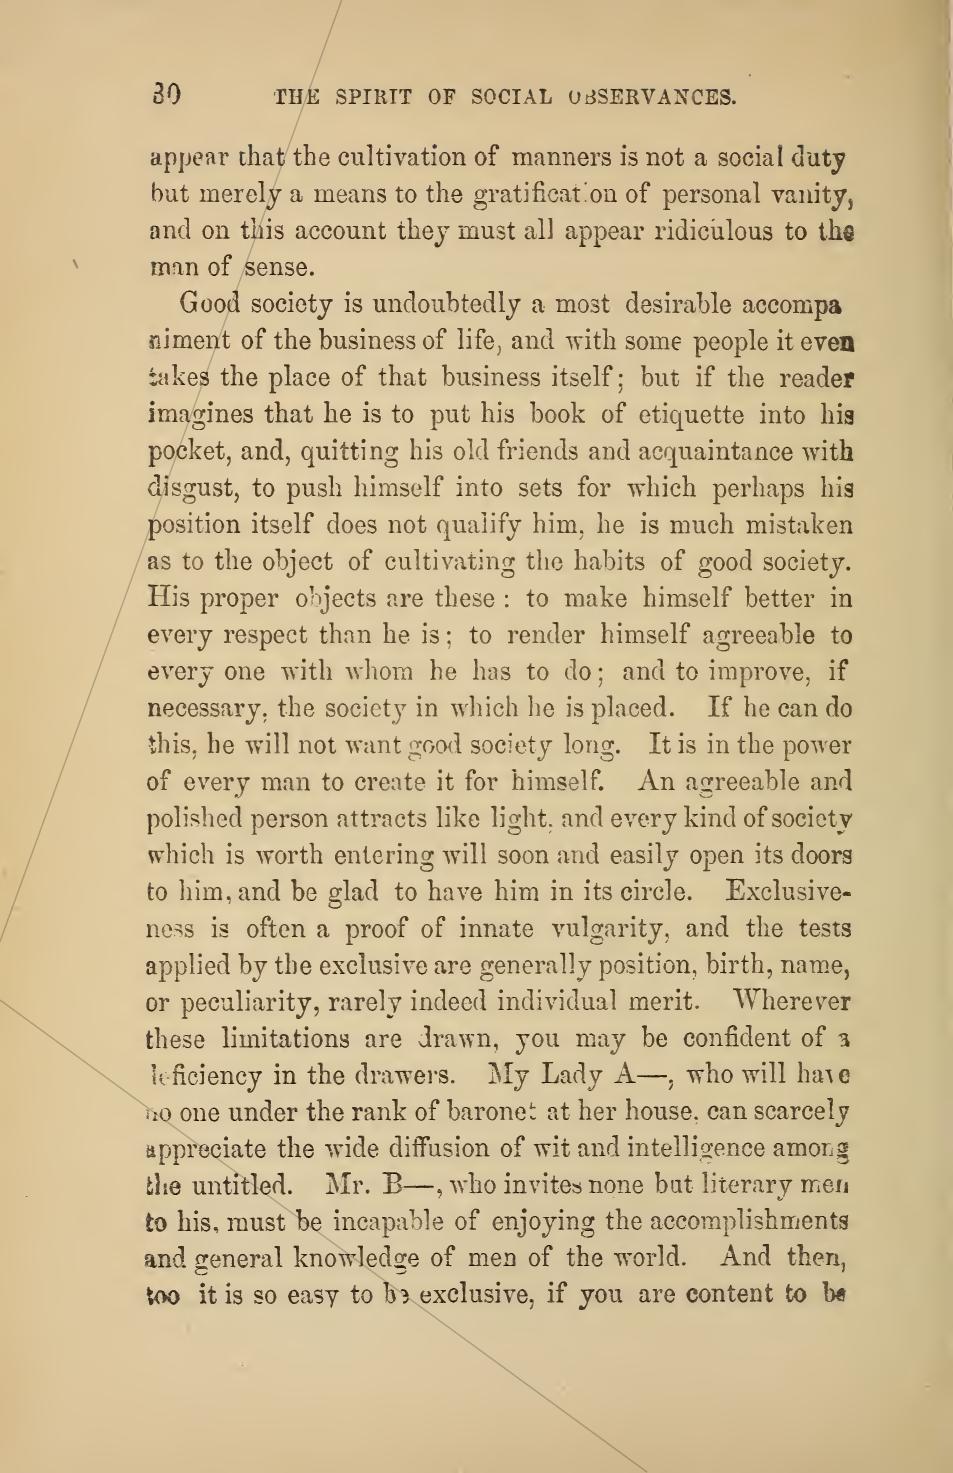 30 THE SPIRIT OF SOCIAL OBSERVANCES.
appear that the cultivation of manners is not a social duty
but merely a means to the gratification of personal vanity,
and on this account they must all appear ridiculous to the
man of sense.
Good society is undoubtedly a most desirable accompa
niment of the business of life, and with some people it even
takes the place of that business itself; but if the reader
imagines that he is to put his book of etiquette into his
pocket, and, quitting his old friends and acquaintance with
disgust, to push himself into sets for which perhaps his
position itself does not qualify him, he is much mistaken
as to the object of cultivating the habits of good society.
His proper objects are these : to make himself better in
every respect than he is; to render himself agreeable to
every one with whom he has to do; and to improve, if
necessary, the society in which he is placed. If he can do
this, he will not want good society long. It is in the power
of every man to create it for himself. An agreeable and
polished person attracts like light, and every kind of society
which is worth entering will soon and easily open its doors
to him, and be glad to have him in its circle. Exclusive-
ness is often a proof of innate vulgarity, and the tests
applied by the exclusive are generally position, birth, name,
or peculiarity, rarely indeed individual merit. Wherever
these limitations are drawn, you may be confident of a
deficiency in the drawers. My Lady A—, who will have
no one under the rank of baronet at her house, can scarcely
appreciate the wide diffusion of wit and intelligence among
the untitled. Mr. B—, who invites none but literary men
to his, must be incapable of enjoying the accomplishments
and general knowledge of men of the world. And then,
too it is so easy to be exclusive, if you are content to be